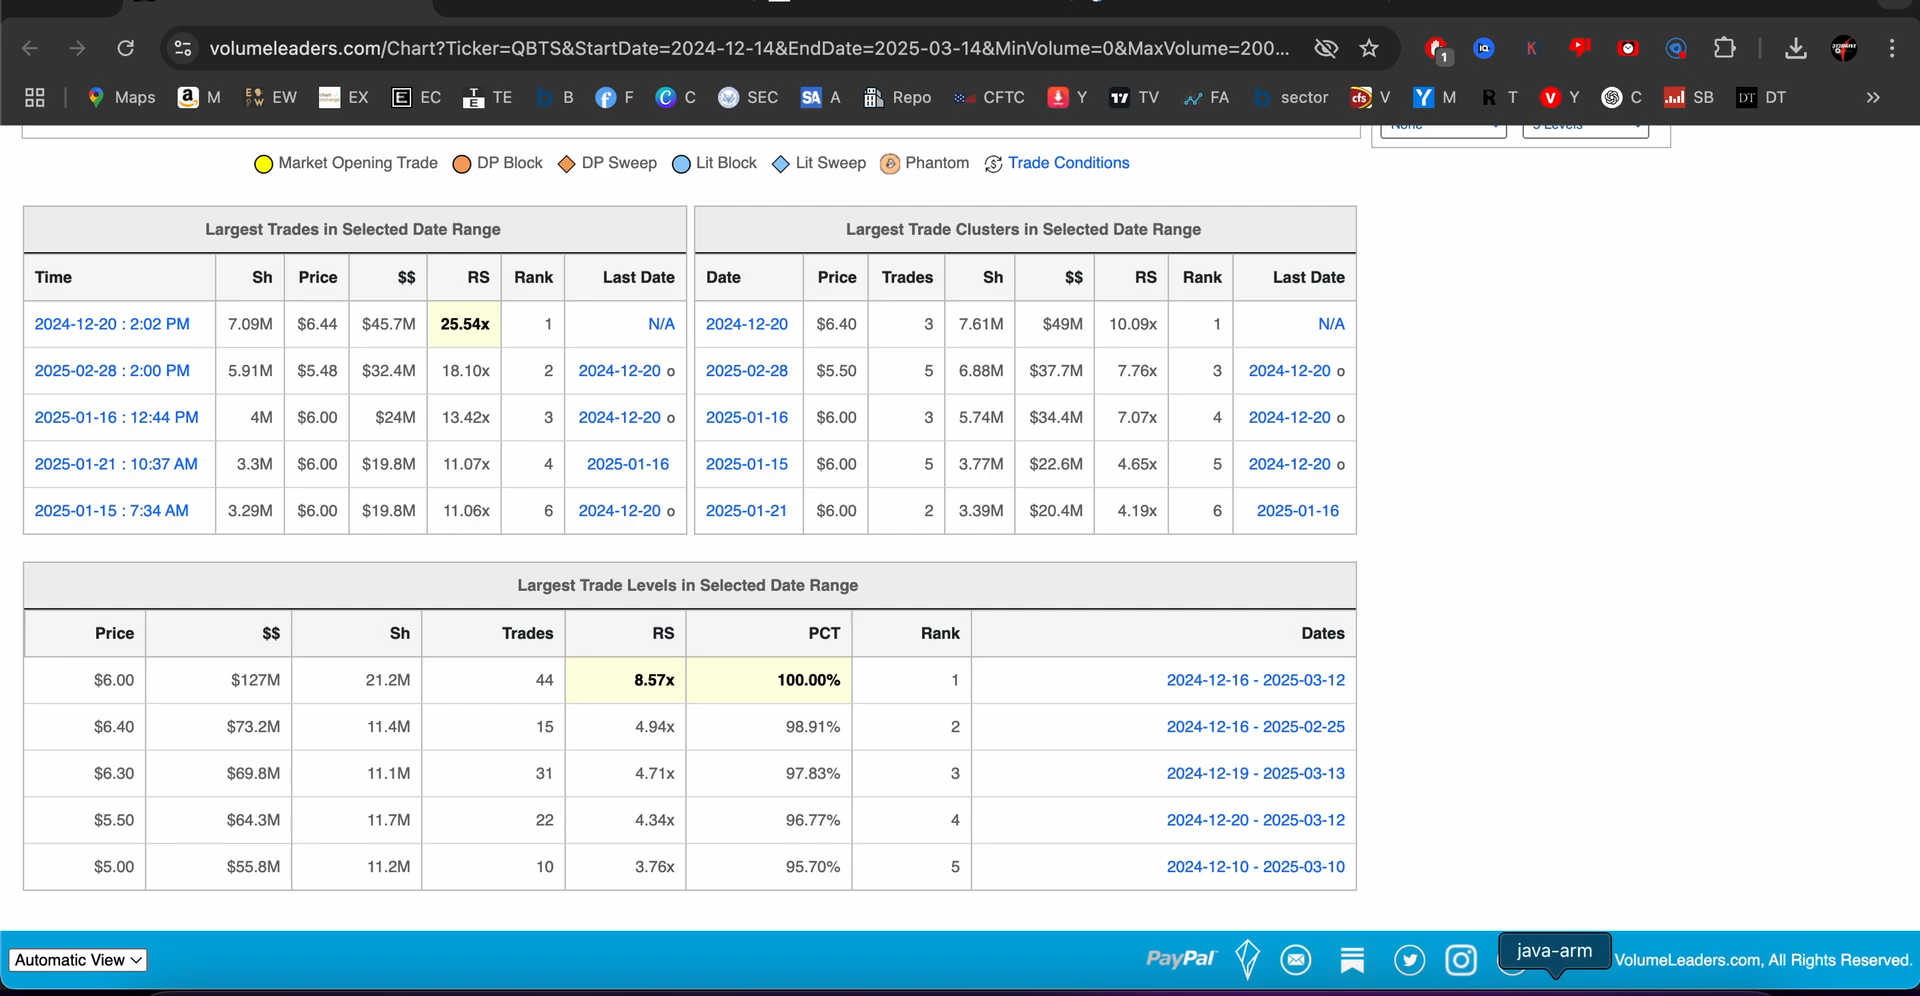 volumeleaders.com/Chart?Ticker=QBTS&StartDate=2024-12-14&EndDate=2025-03-14&MinVolume=0&MaxVolume=200...
1
IQ
K
Maps M EW EX EC TE B F C SEC SA A Repo CFTC Y TV FA sector cfs V Y M R T V Y C SB DT DT »
Market Opening Trade DP Block DP Sweep Lit Block Lit Sweep Phantom Trade Conditions
Largest Trades in Selected Date Range
Time Sh Price $$ RS Rank Last Date
2024-12-20 : 2:02 PM 7.09M $6.44 $45.7M 25.54x 1 N/A
2025-02-28 : 2:00 PM 5.91M $5.48 $32.4M 18.10x 2 2024-12-20 o
2025-01-16 : 12:44 PM 4M $6.00 $24M 13.42x 3 2024-12-20 o
2025-01-21 : 10:37 AM 3.3M $6.00 $19.8M 11.07x 4 2025-01-16
2025-01-15 : 7:34 AM 3.29M $6.00 $19.8M 11.06x 6 2024-12-20 o
Largest Trade Clusters in Selected Date Range
Date Price Trades Sh $$ RS Rank Last Date
2024-12-20 $6.40 3 7.61M $49M 10.09x 1 N/A
2025-02-28 $5.50 5 6.88M $37.7M 7.76x 3 2024-12-20 o
2025-01-16 $6.00 3 5.74M $34.4M 7.07x 4 2024-12-20 o
2025-01-15 $6.00 5 3.77M $22.6M 4.65x 5 2024-12-20 o
2025-01-21 $6.00 2 3.39M $20.4M 4.19x 6 2025-01-16
Largest Trade Levels in Selected Date Range
Price $$ Sh Trades RS PCT Rank Dates
$6.00 $127M 21.2M 44 8.57x 100.00% 1 2024-12-16 - 2025-03-12
$6.40 $73.2M 11.4M 15 4.94x 98.91% 2 2024-12-16 - 2025-02-25
$6.30 $69.8M 11.1M 31 4.71x 97.83% 3 2024-12-19 - 2025-03-13
$5.50 $64.3M 11.7M 22 4.34x 96.77% 4 2024-12-20 - 2025-03-12
$5.00 $55.8M 11.2M 10 3.76x 95.70% 5 2024-12-10 - 2025-03-10
Automatic View
PayPal
java-arm
VolumeLeaders.com, All Rights Reserved.